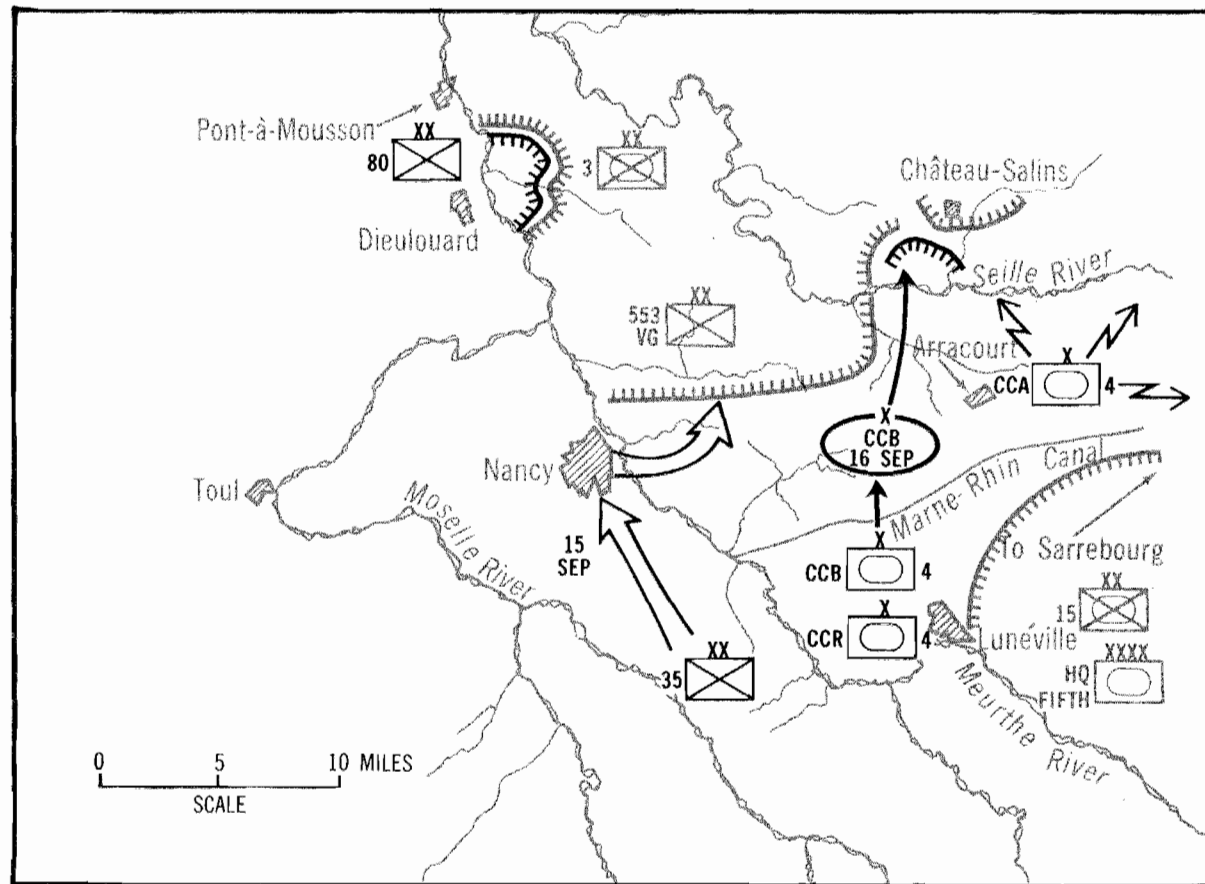 Pont-à-Mousson
XX
80
Dieulouard
XX
3
Château-Salins
Seille River
XX
553
VG
Arracourt
X
CCA
4
X
CCB
16 SEP
Nancy
Toul
Moselle River
15
SEP
Marne-Rhin Canal
To Sarrebourg
X
CCB
4
X
CCR
4
Lunéville
XX
15
XXXX
HQ
FIFTH
XX
35
Meurthe River
0 5 10 MILES
SCALE